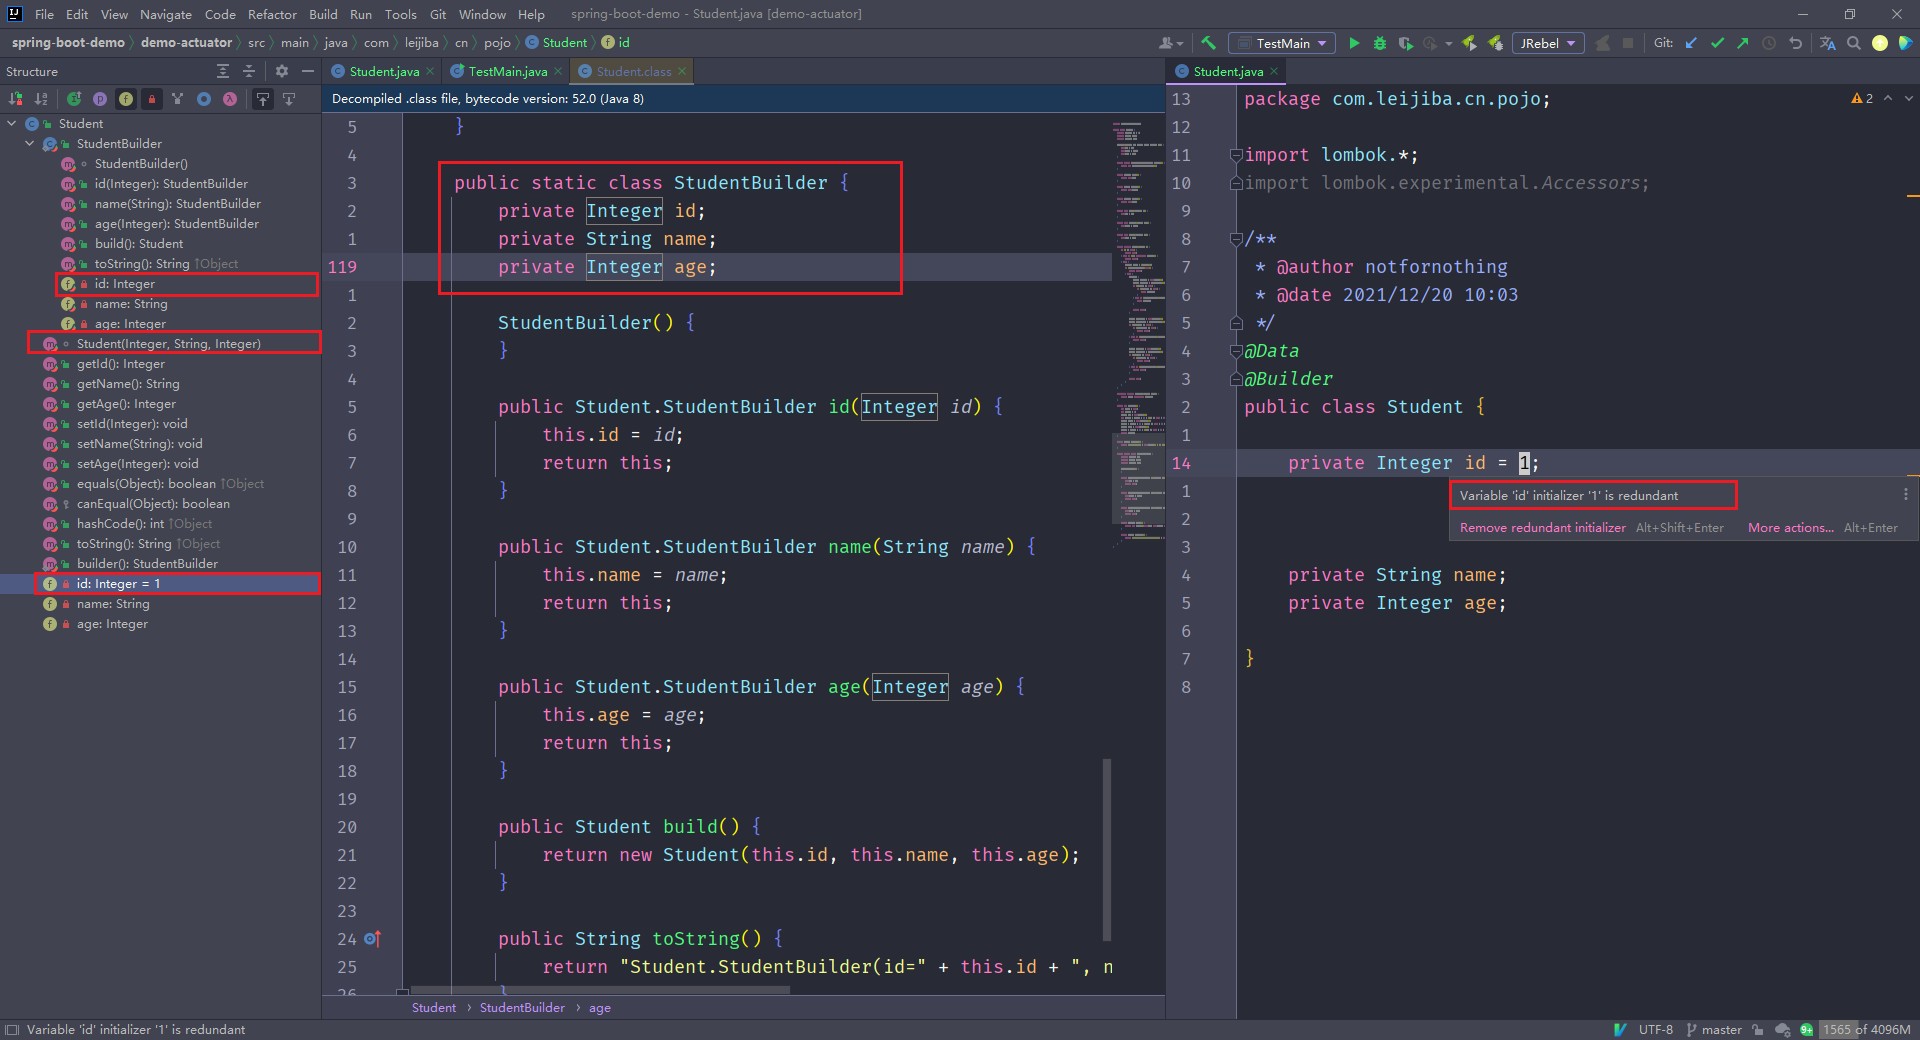 File Edit View Navigate Code Refactor Build Run Tools Git Window Help spring-boot-demo - Student.java [demo-actuator]
spring-boot-demo demo-actuator src main java com leijiba cn pojo Student id
TestMain JRebel Git:
Structure
Student
StudentBuilder
StudentBuilder()
id(Integer): StudentBuilder
name(String): StudentBuilder
age(Integer): StudentBuilder
build(): Student
toString(): String ↑Object
id: Integer
name: String
age: Integer
Student(Integer, String, Integer)
getId(): Integer
getName(): String
getAge(): Integer
setId(Integer): void
setName(String): void
setAge(Integer): void
equals(Object): boolean ↑Object
canEqual(Object): boolean
hashCode(): int ↑Object
toString(): String ↑Object
builder(): StudentBuilder
id: Integer = 1
name: String
age: Integer
Student.java TestMain.java Student.class
Decompiled .class file, bytecode version: 52.0 (Java 8)
5 }
4
3 public static class StudentBuilder {
2 private Integer id;
1 private String name;
119 private Integer age;
1
2 StudentBuilder() {
3 }
4
5 public Student.StudentBuilder id(Integer id) {
6 this.id = id;
7 return this;
8 }
9
10 public Student.StudentBuilder name(String name) {
11 this.name = name;
12 return this;
13 }
14
15 public Student.StudentBuilder age(Integer age) {
16 this.age = age;
17 return this;
18 }
19
20 public Student build() {
21 return new Student(this.id, this.name, this.age);
22 }
23
24 public String toString() {
25 return "Student.StudentBuilder(id=" + this.id + ", n
26 }
Student StudentBuilder age
Student.java
13 package com.leijiba.cn.pojo; 2
12
11 import lombok.*;
10 import lombok.experimental.Accessors;
9
8 /**
7 * @author notfornothing
6 * @date 2021/12/20 10:03
5 */
4 @Data
3 @Builder
2 public class Student {
1
14 private Integer id = 1;
1 Variable 'id' initializer '1' is redundant
2 Remove redundant initializer Alt+Shift+Enter More actions... Alt+Enter
3
4 private String name;
5 private Integer age;
6
7 }
8
Variable 'id' initializer '1' is redundant
UTF-8 master 9+ 1565 of 4096M